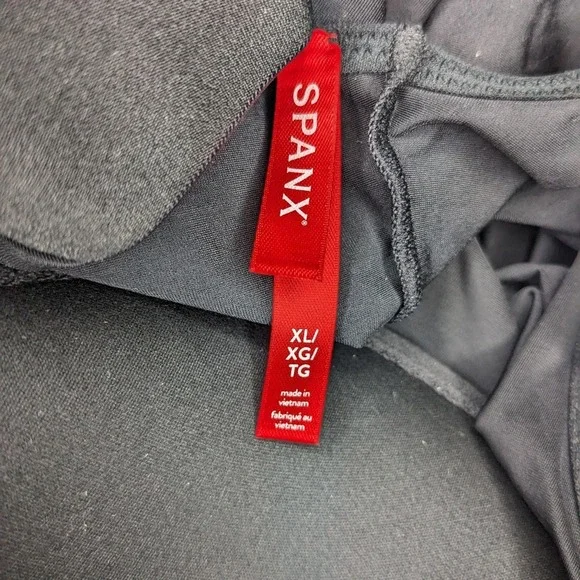 SPANX®
XL/
XG/
TG
made in
vietnam
fabriqué au
vietnam